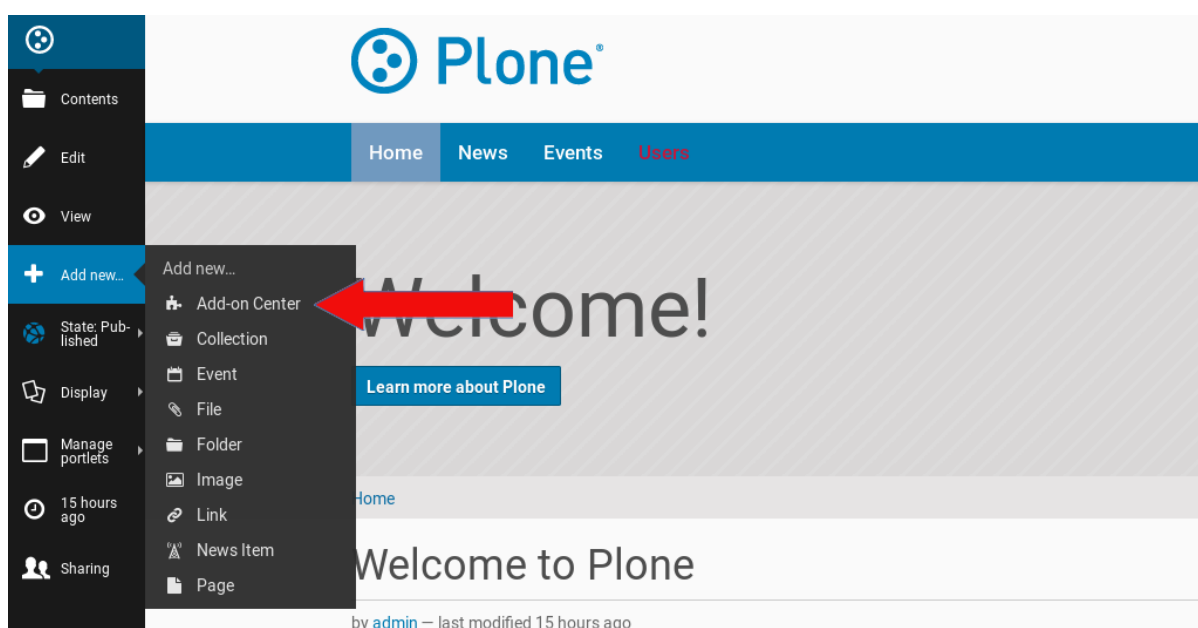 Plone®
Contents
Edit
View
Add new...
State: Pub-
lished
Display
Manage
portlets
15 hours
ago
Sharing
Home News Events Users
Add new...
Add-on Center
Collection
Event
File
Folder
Image
Link
News Item
Page
Welcome!
Learn more about Plone
Home
Welcome to Plone
by admin — last modified 15 hours ago